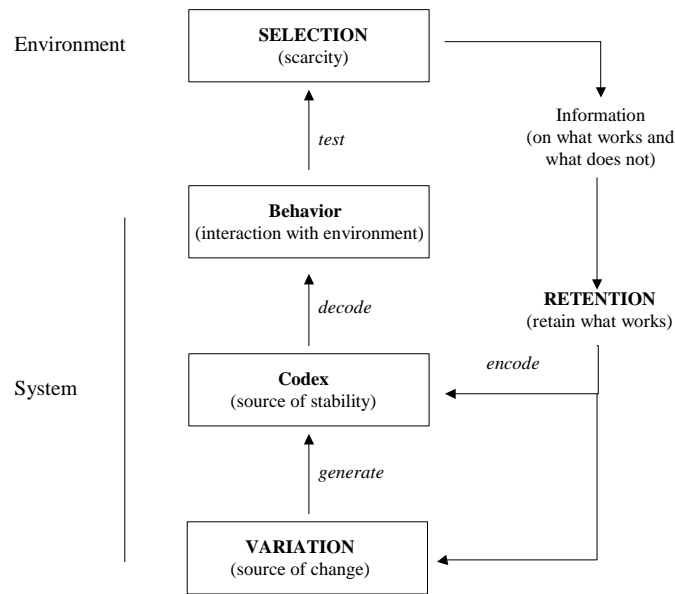 Environment
SELECTION
(scarcity)
Information
(on what works and
what does not)
test
Behavior
(interaction with environment)
decode
RETENTION
(retain what works)
encode
System
Codex
(source of stability)
generate
VARIATION
(source of change)